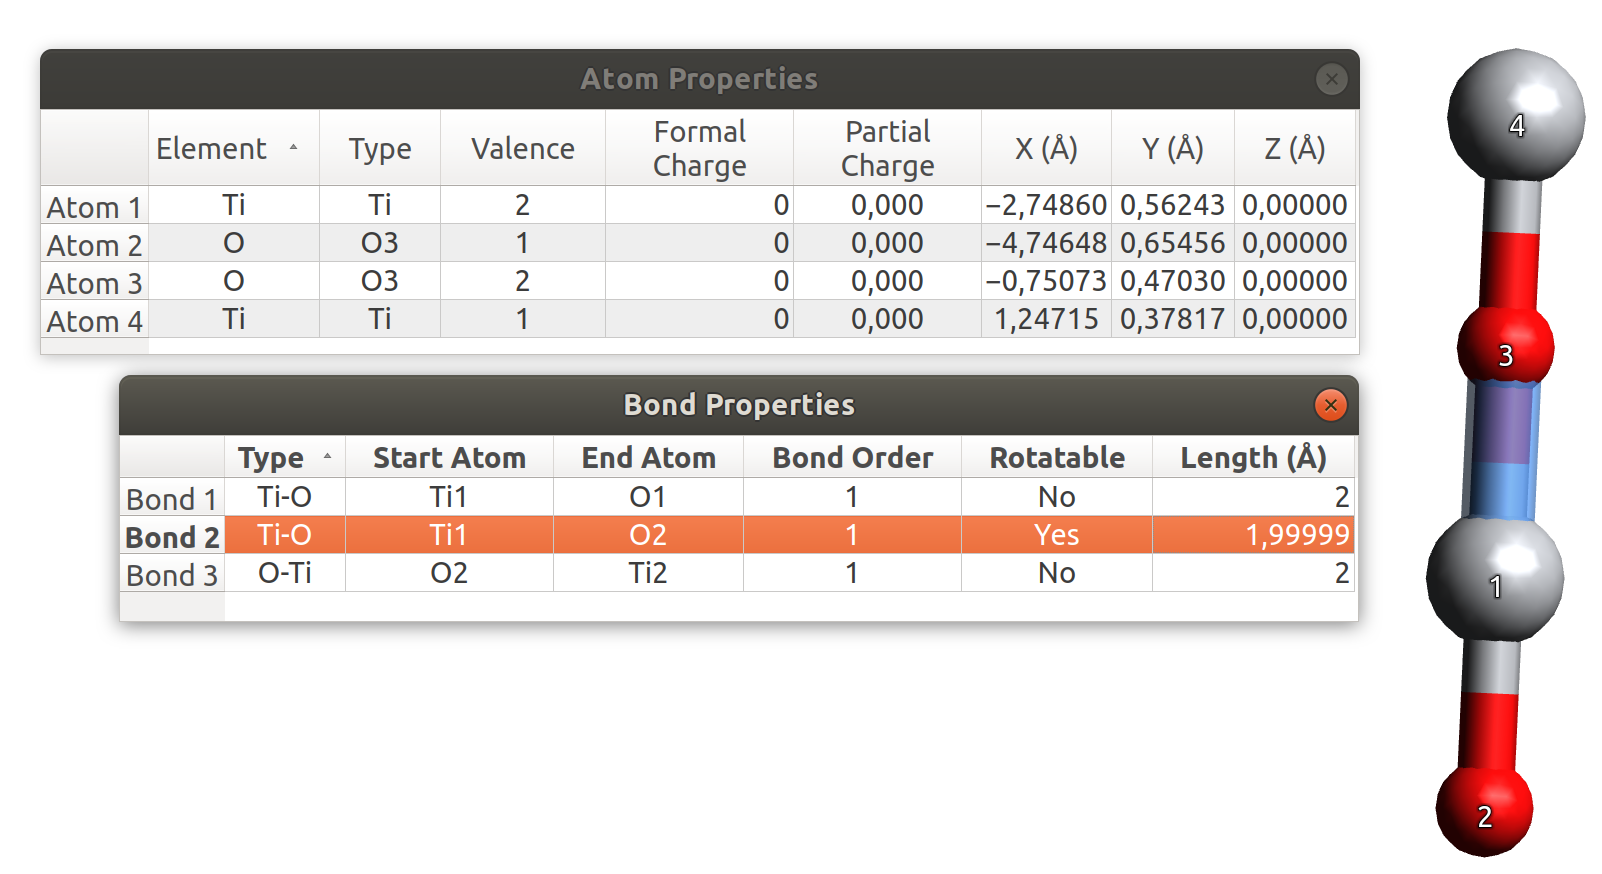 Atom Properties
Element Type Valence Formal Charge Partial Charge X (Å) Y (Å) Z (Å)
Atom 1 Ti Ti 2 0 0,000 −2,74860 0,56243 0,00000
Atom 2 O O3 1 0 0,000 −4,74648 0,65456 0,00000
Atom 3 O O3 2 0 0,000 −0,75073 0,47030 0,00000
Atom 4 Ti Ti 1 0 0,000 1,24715 0,37817 0,00000
Bond Properties
Type Start Atom End Atom Bond Order Rotatable Length (Å)
Bond 1 Ti-O Ti1 O1 1 No 2
Bond 2 Ti-O Ti1 O2 1 Yes 1,99999
Bond 3 O-Ti O2 Ti2 1 No 2
4
3
1
2